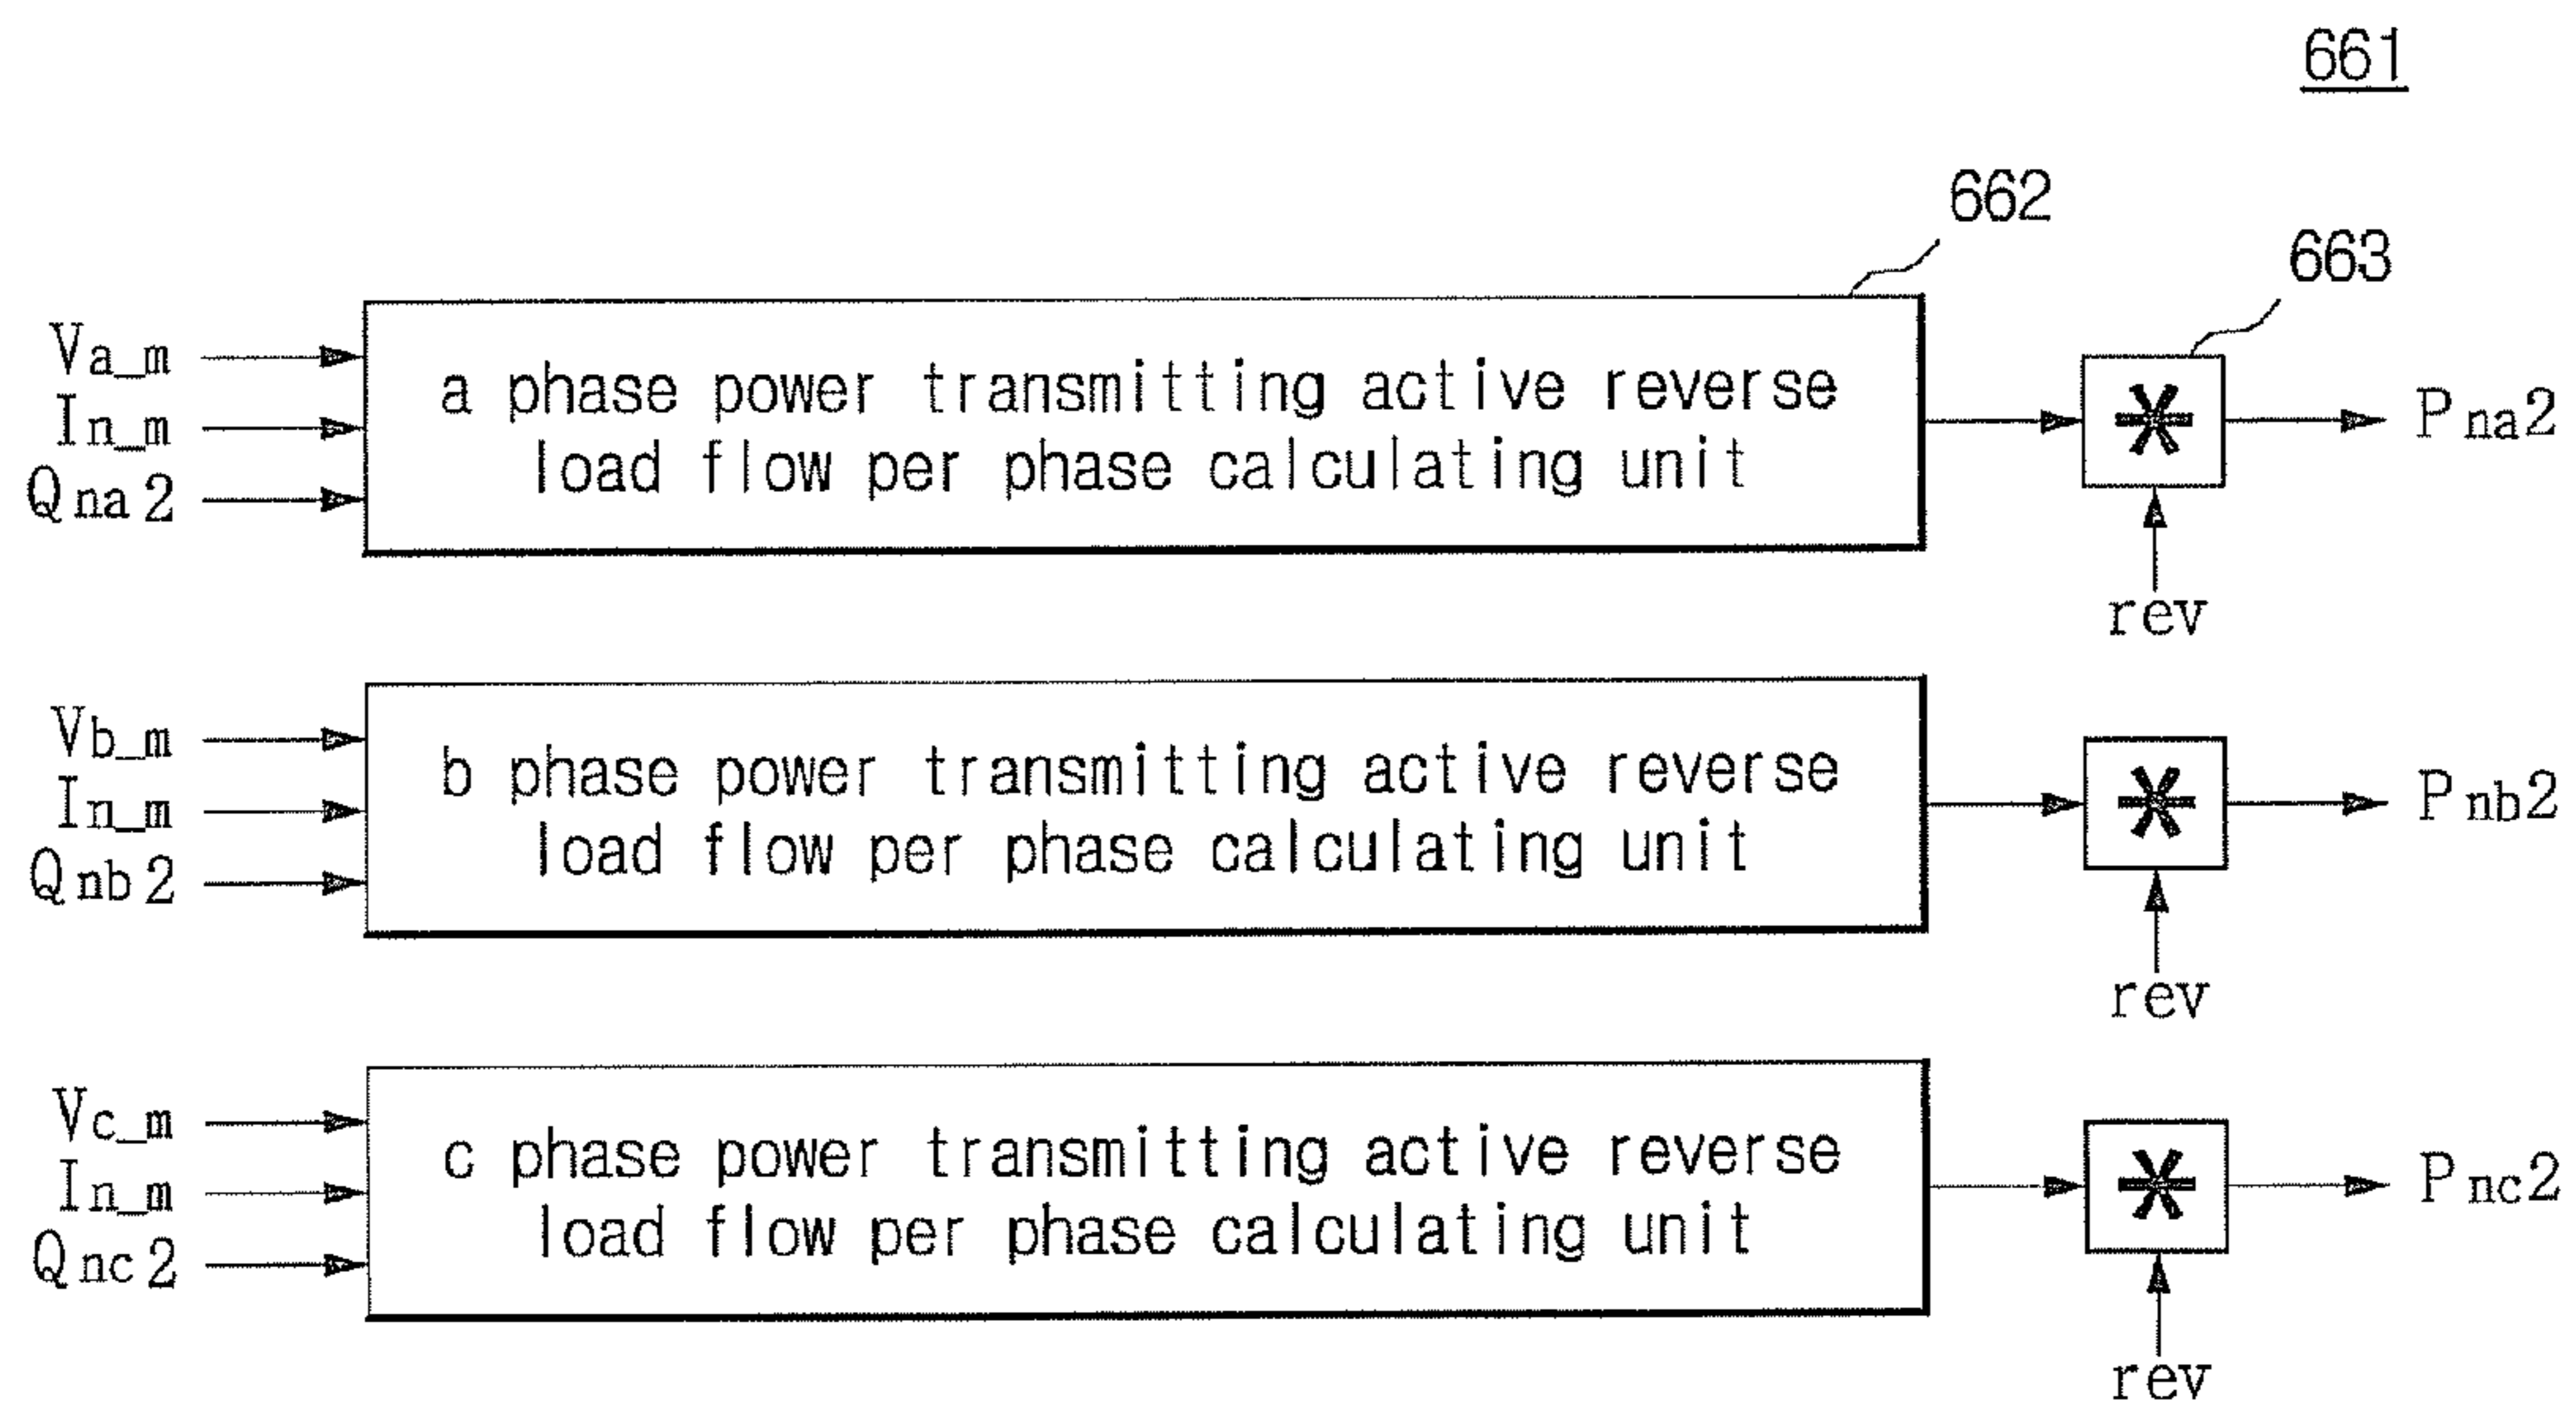 661
662
663
Va_m
In_m
Qna2
a phase power transmitting active reverse
load flow per phase calculating unit
*
Pna2
rev
Vb_m
In_m
Qnb2
b phase power transmitting active reverse
load flow per phase calculating unit
*
Pnb2
rev
Vc_m
In_m
Qnc2
c phase power transmitting active reverse
load flow per phase calculating unit
*
Pnc2
rev